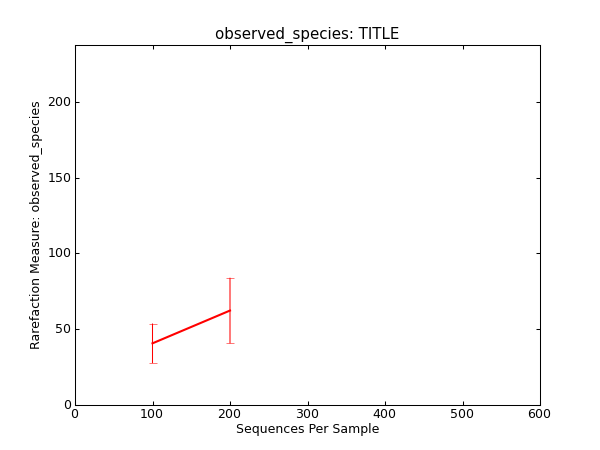 observed_species: TITLE
Rarefaction Measure: observed_species
200
150
100
50
0
0 100 200 300 400 500 600
Sequences Per Sample